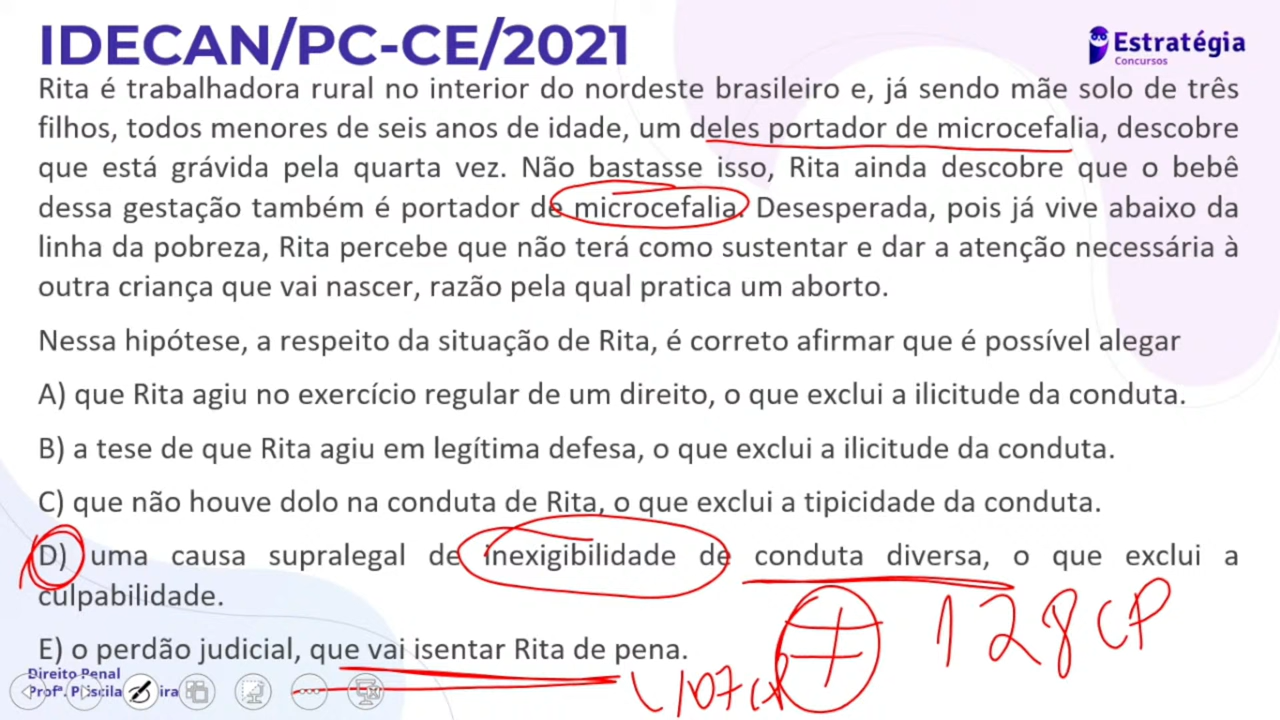 IDECAN/PC-CE/2021
Estratégia
Concursos
Rita é trabalhadora rural no interior do nordeste brasileiro e, já sendo mãe solo de três
filhos, todos menores de seis anos de idade, um deles portador de microcefalia, descobre
que está grávida pela quarta vez. Não bastasse isso, Rita ainda descobre que o bebê
dessa gestação também é portador de microcefalia. Desesperada, pois já vive abaixo da
linha da pobreza, Rita percebe que não terá como sustentar e dar a atenção necessária à
outra criança que vai nascer, razão pela qual pratica um aborto.
Nessa hipótese, a respeito da situação de Rita, é correto afirmar que é possível alegar
A) que Rita agiu no exercício regular de um direito, o que exclui a ilicitude da conduta.
B) a tese de que Rita agiu em legítima defesa, o que exclui a ilicitude da conduta.
C) que não houve dolo na conduta de Rita, o que exclui a tipicidade da conduta.
D) uma causa supralegal de inexigibilidade de conduta diversa, o que exclui a
culpabilidade.
128 CP
E) o perdão judicial, que vai isentar Rita de pena.
107
Direito Penal
Profª.